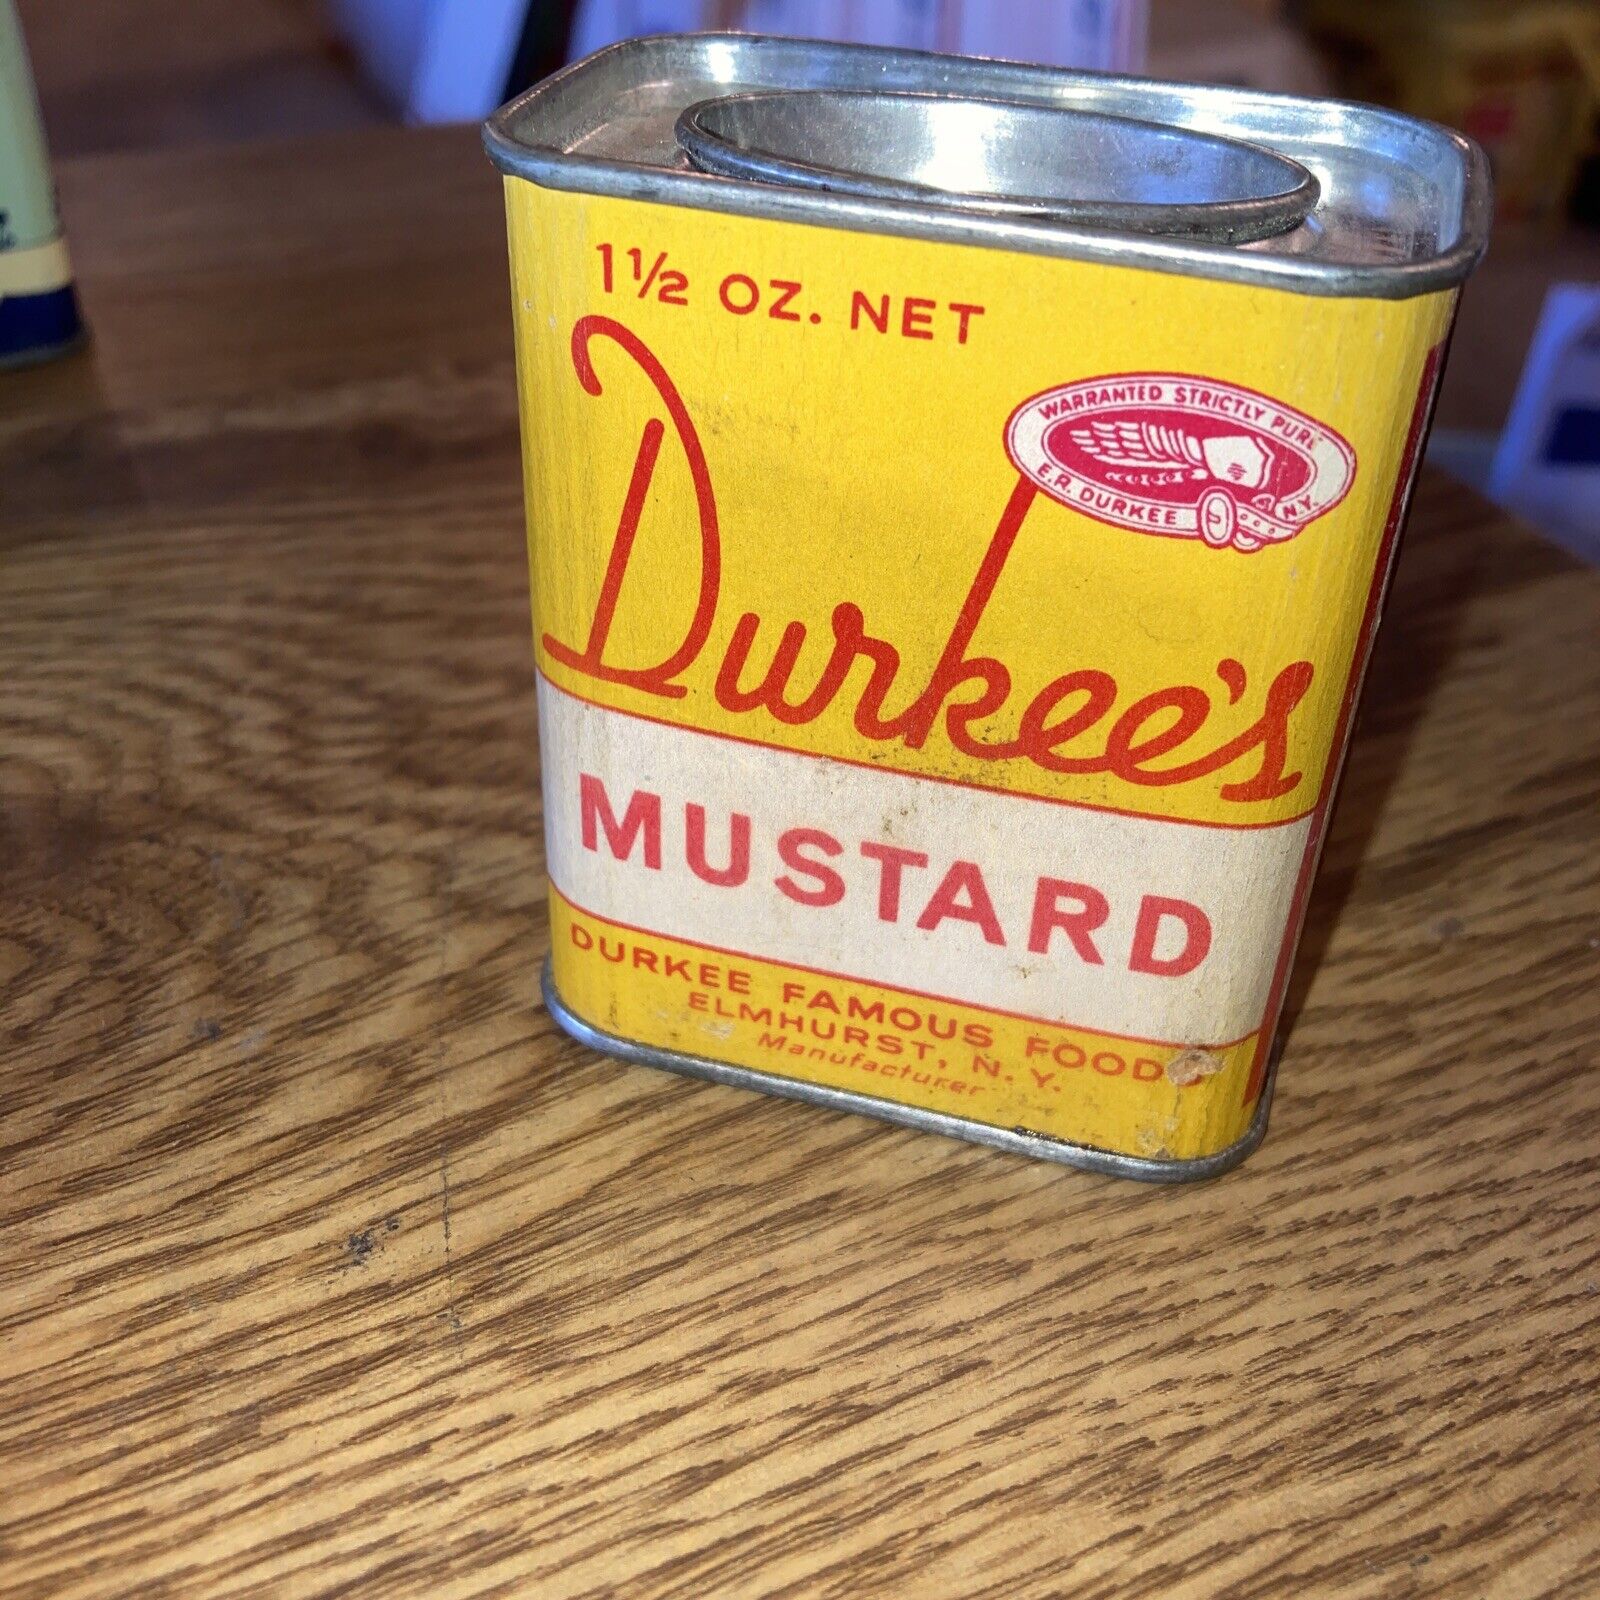 1½ OZ. NET
Durkee's
WARRANTED STRICTLY PURE
E.R. DURKEE N.Y.
MUSTARD
DURKEE FAMOUS FOODS
ELMHURST, N. Y.
Manufacturer